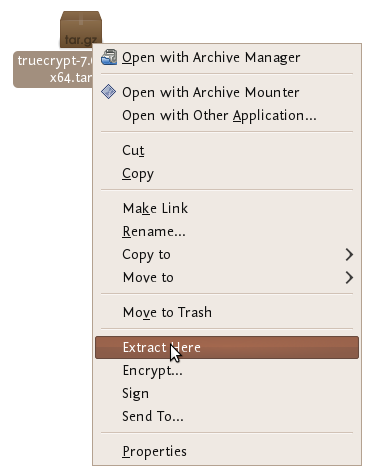 tar.gz
truecrypt-7.
x64.tar
Open with Archive Manager
Open with Archive Mounter
Open with Other Application...
Cut
Copy
Make Link
Rename...
Copy to
Move to
Move to Trash
Extract Here
Encrypt...
Sign
Send To...
Properties